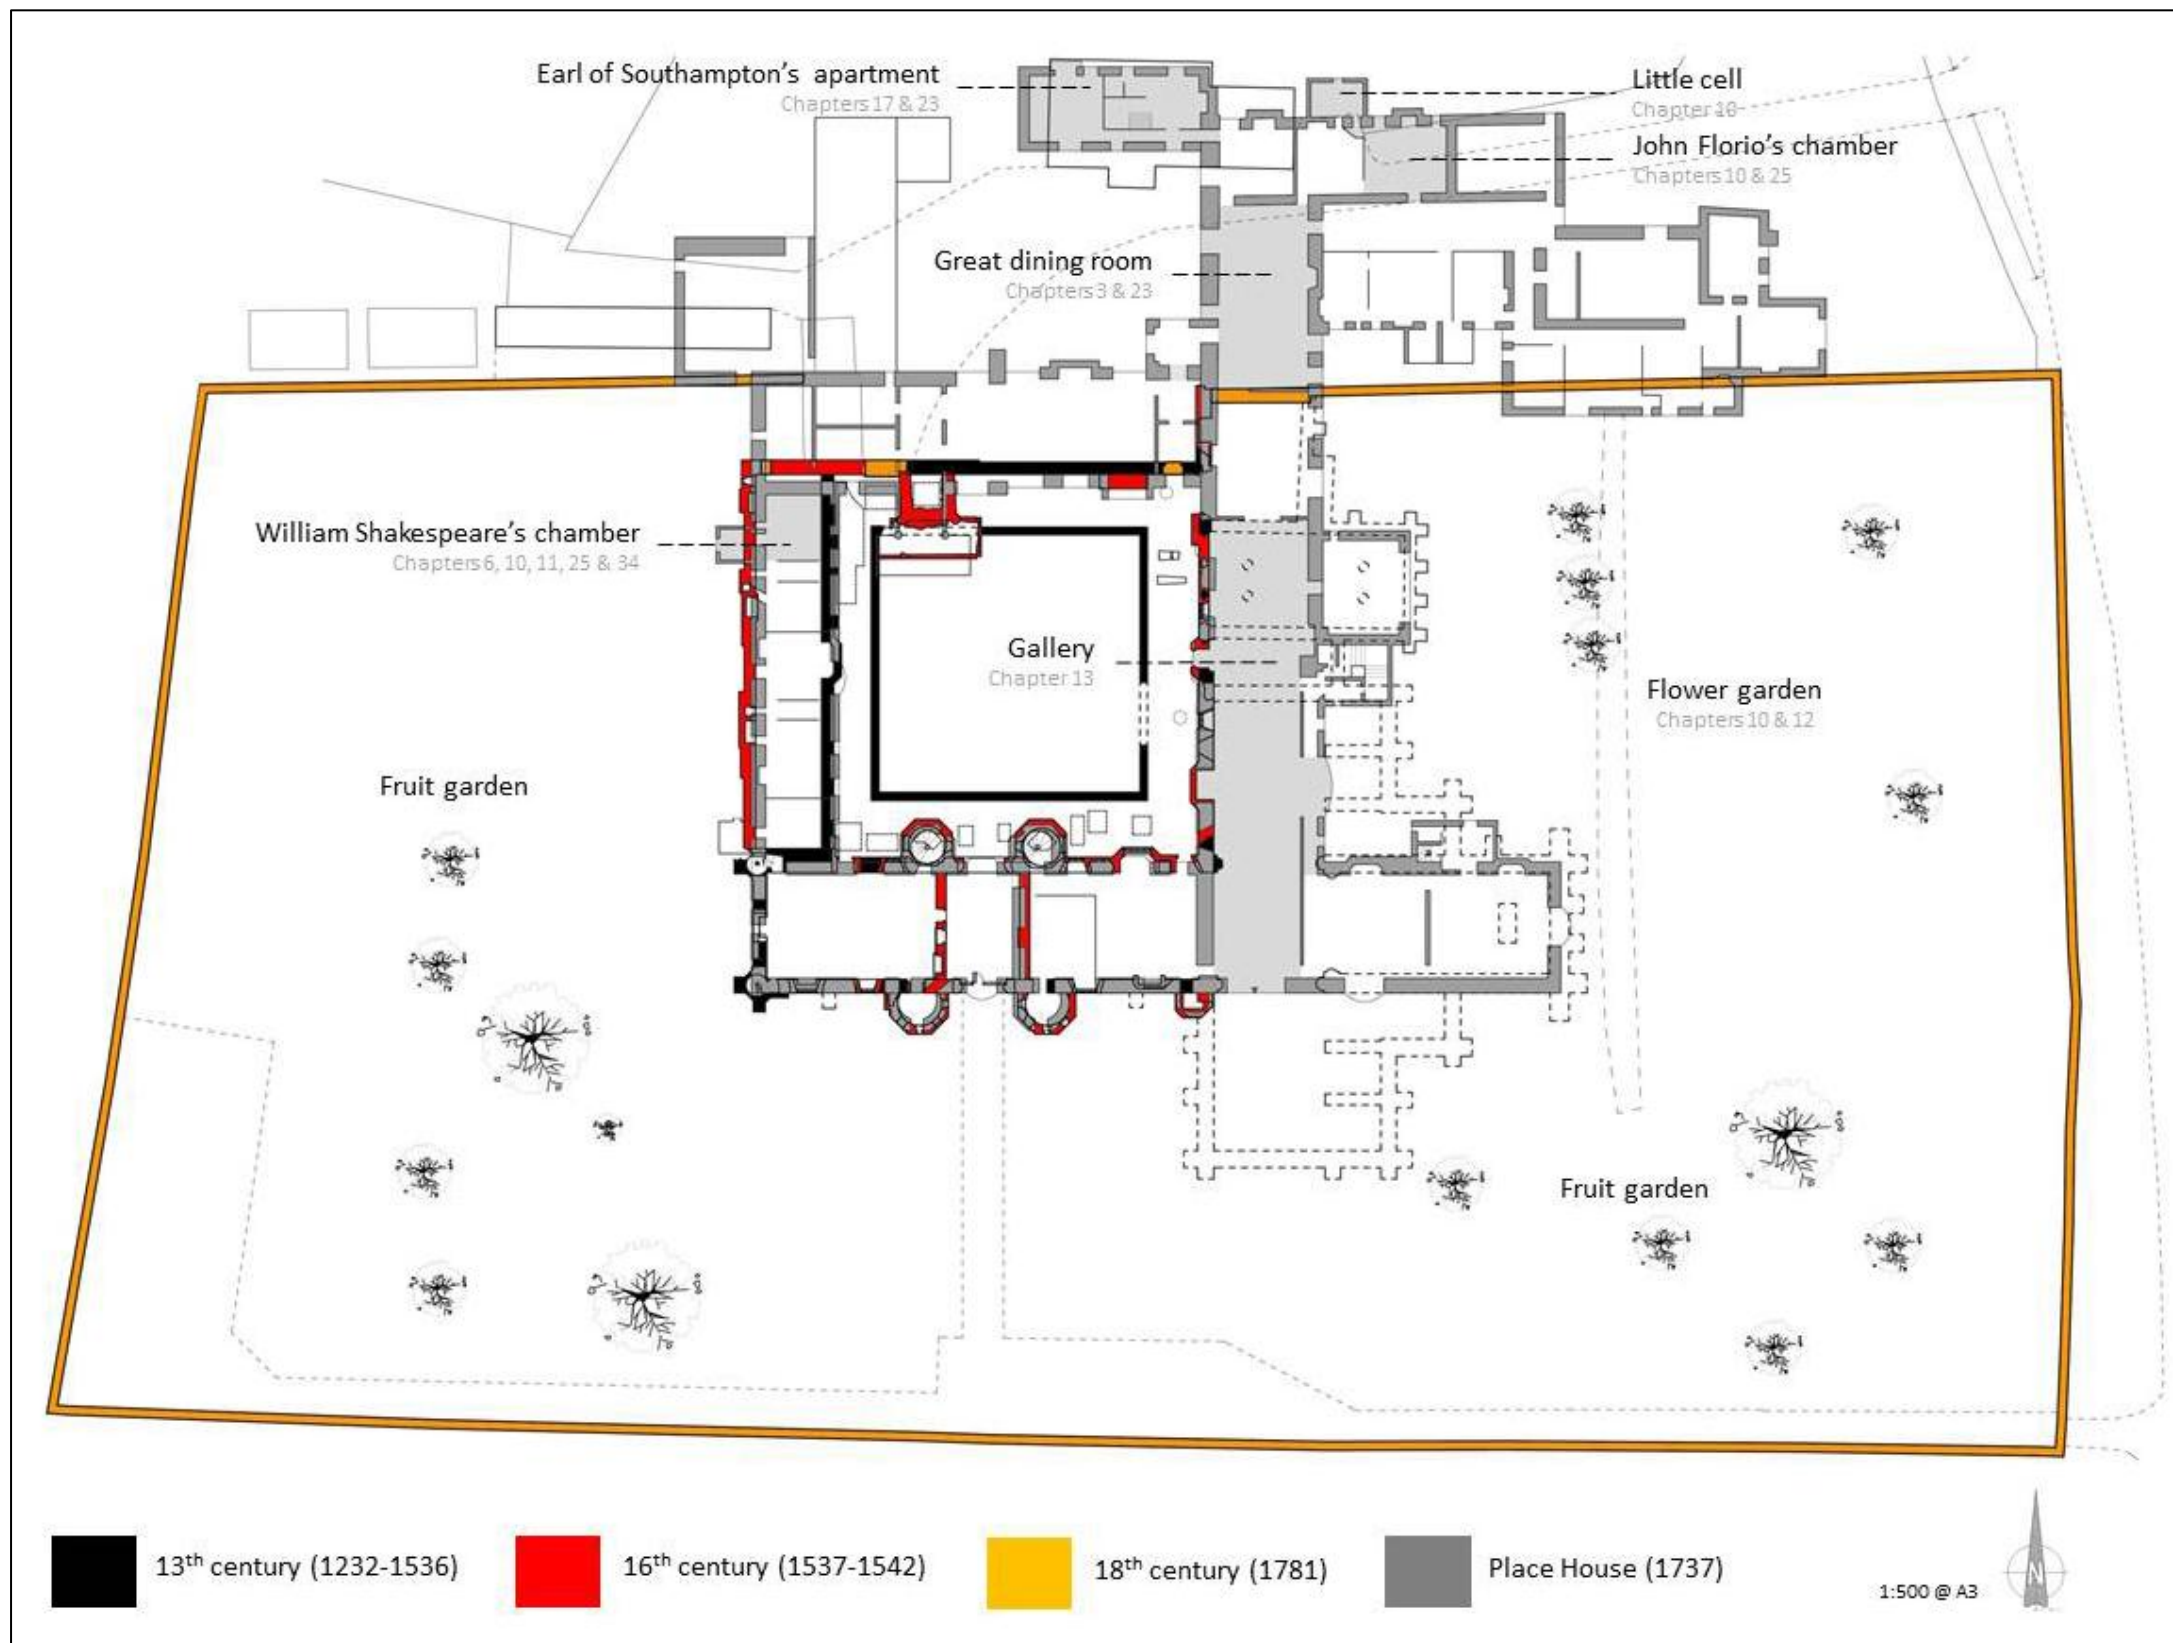 Earl of Southampton’s apartment
Chapters 17 & 23
Little cell
Chapter 16
John Florio’s chamber
Chapters 10 & 25
Great dining room
Chapters 3 & 23
William Shakespeare’s chamber
Chapters 6, 10, 11, 25 & 34
Gallery
Chapter 13
Flower garden
Chapters 10 & 12
Fruit garden
Fruit garden
13th century (1232-1536)
16th century (1537-1542)
18th century (1781)
Place House (1737)
1:500 @ A3
N